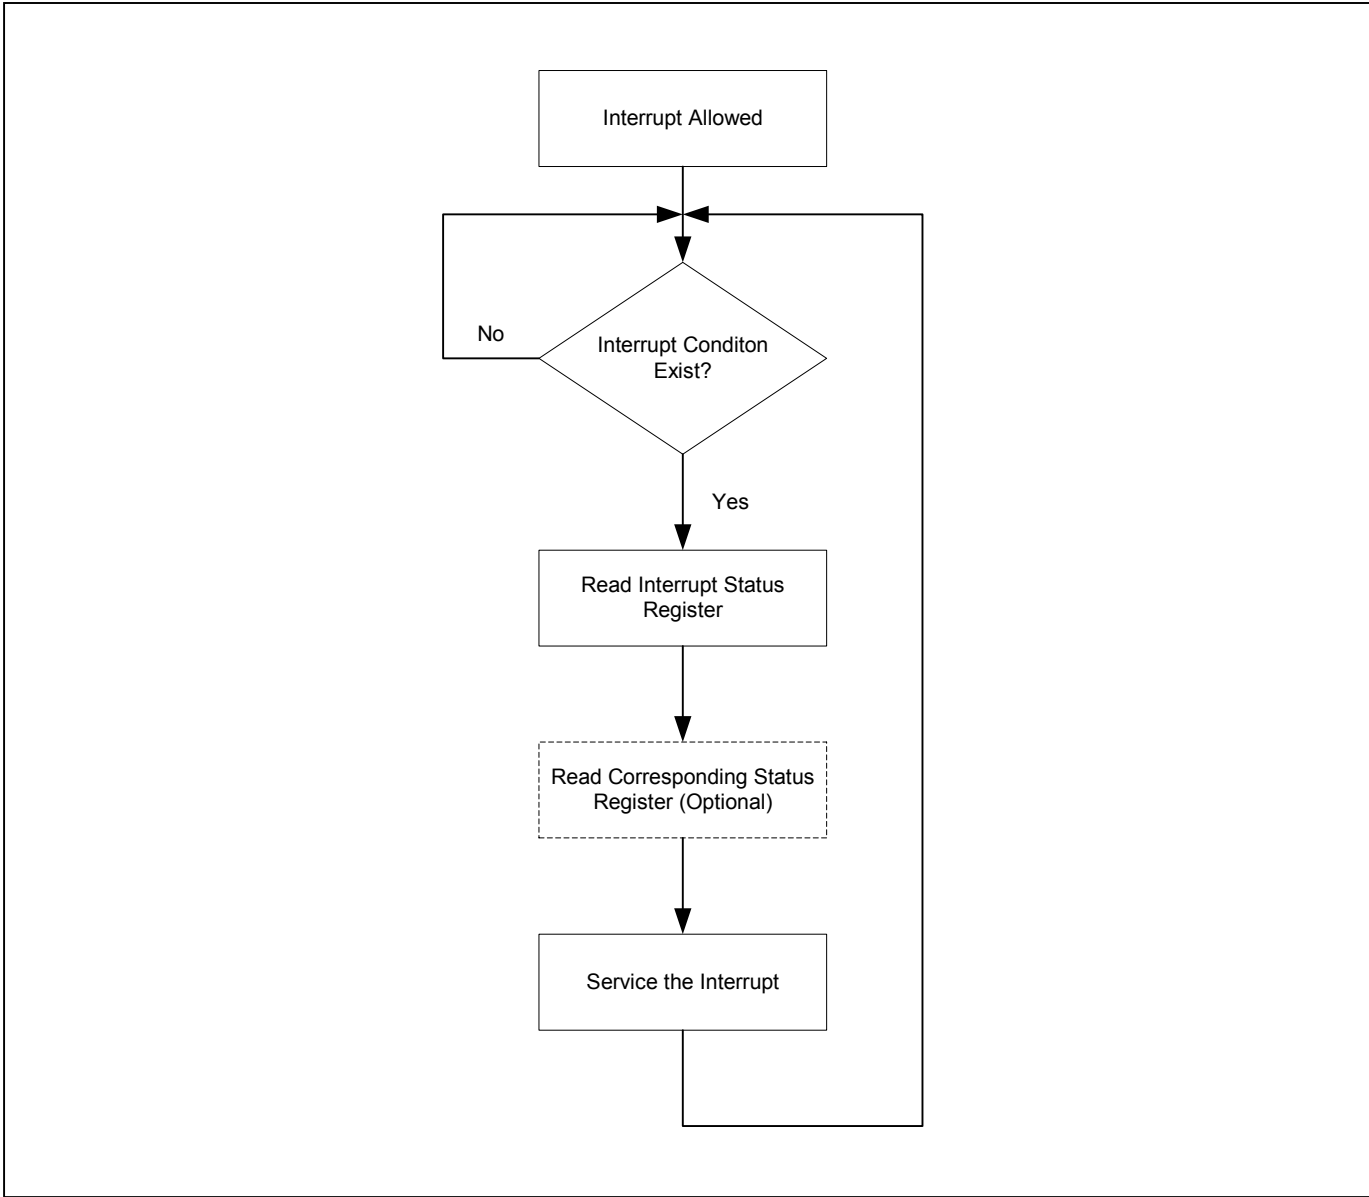 Interrupt Allowed
No
Interrupt Conditon
Exist?
Yes
Read Interrupt Status
Register
Read Corresponding Status
Register (Optional)
Service the Interrupt